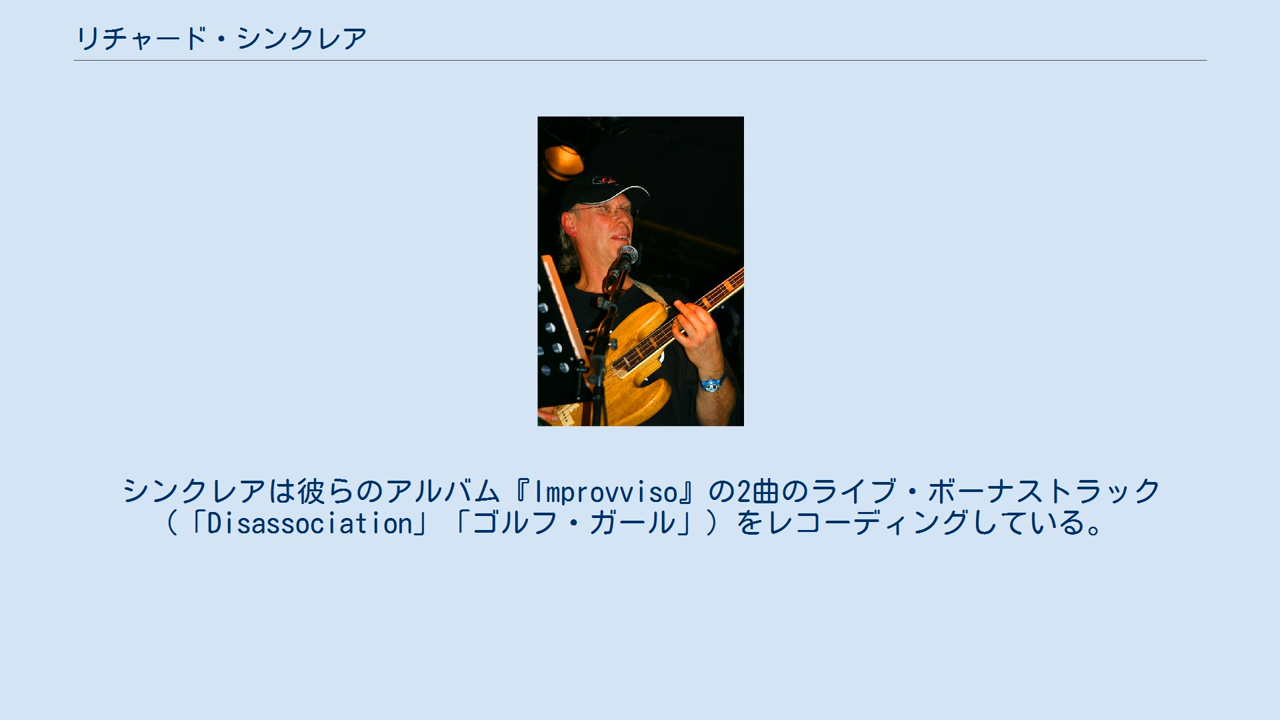 リチャード・シンクレア
シンクレアは彼らのアルバム『Improvviso』の2曲のライブ・ボーナストラック
（「Disassociation」「ゴルフ・ガール」）をレコーディングしている。